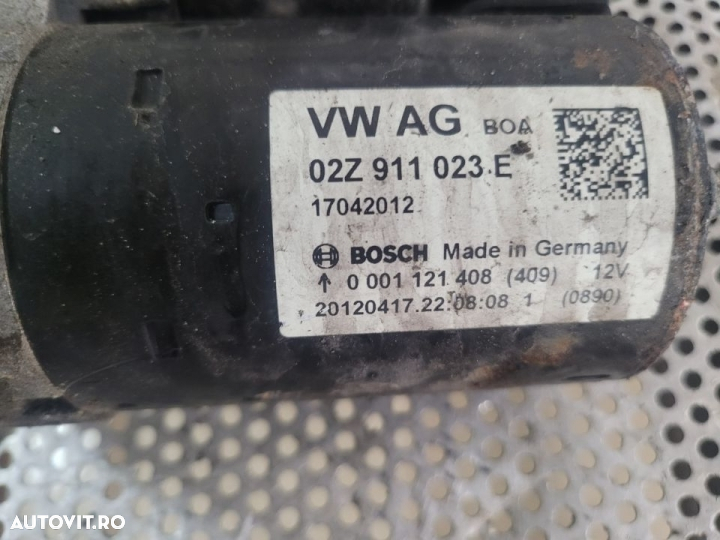 VW AG BOA
02Z 911 023 E
17042012
BOSCH Made in Germany
↑ 0 001 121 408 (409) 12V
20120417.22:08:08 1 (0890)
AUTOVIT.RO